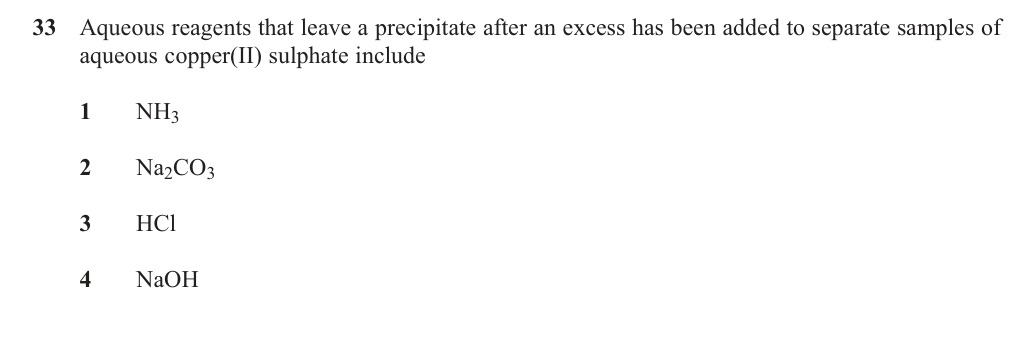 33 Aqueous reagents that leave a precipitate after an excess has been added to separate samples of
aqueous copper(II) sulphate include
1 NH₃
2 Na₂CO₃
3 HCl
4 NaOH